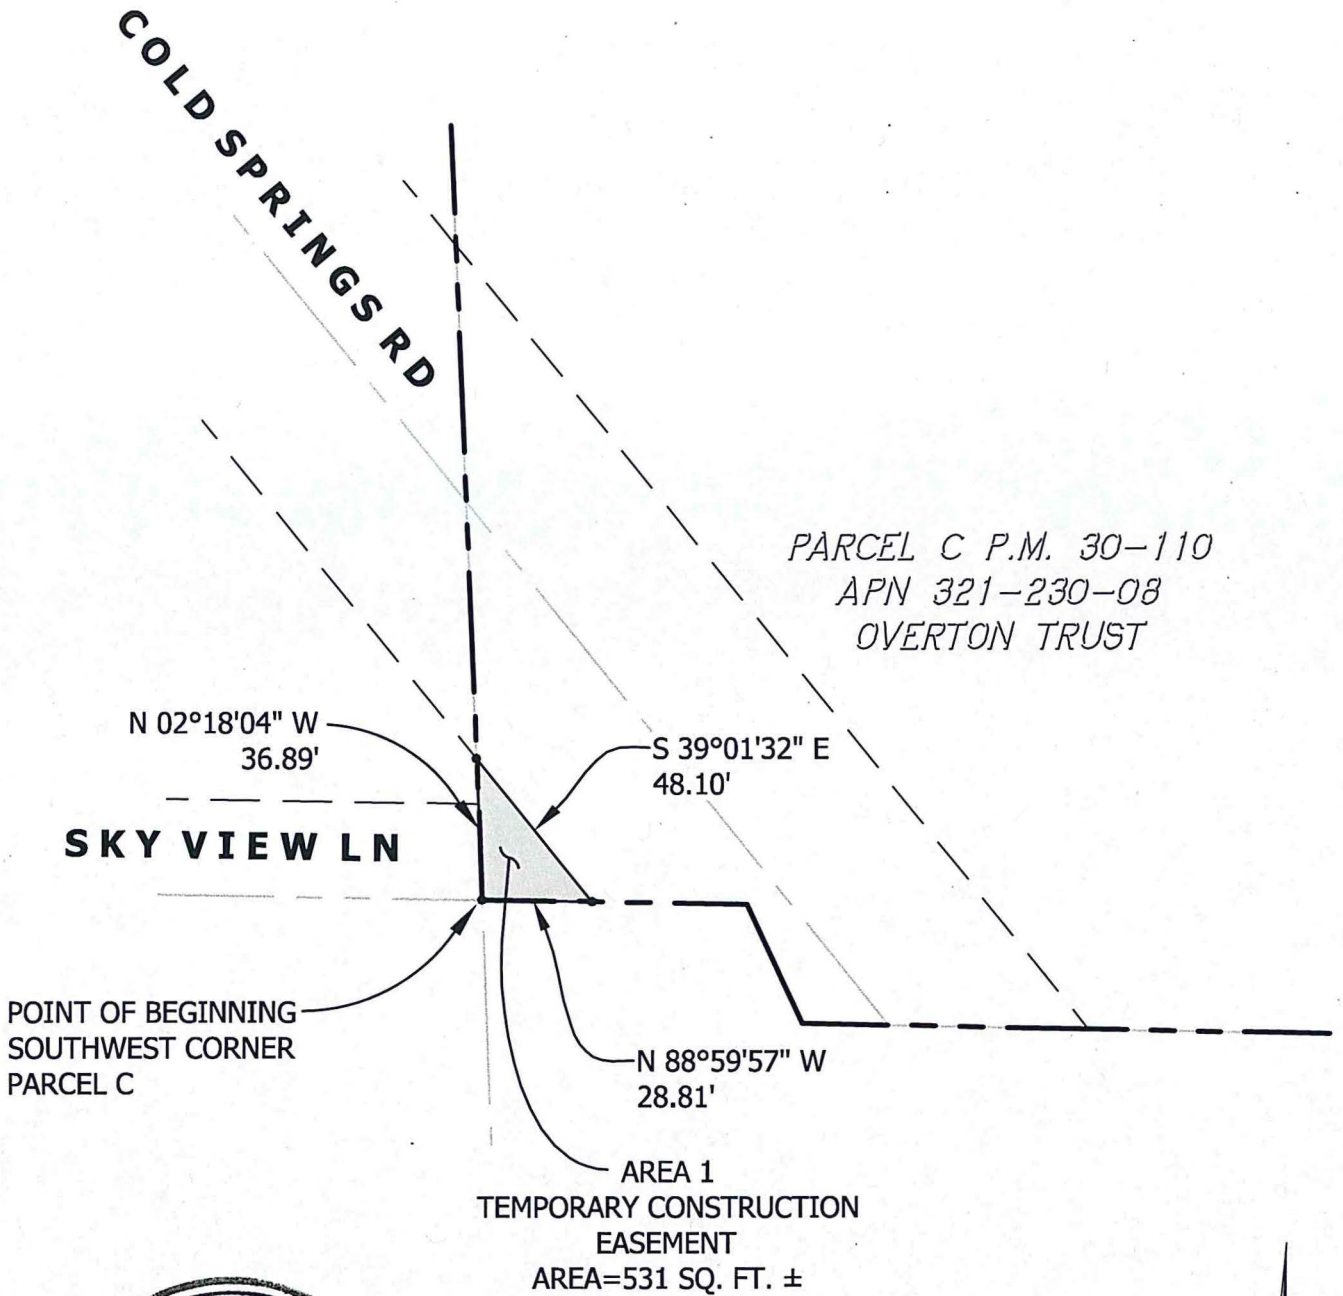 COLD SPRINGS RD
PARCEL C P.M. 30-110
APN 321-230-08
OVERTON TRUST
N 02°18'04" W
36.89'
S 39°01'32" E
48.10'
SKY VIEW LN
POINT OF BEGINNING
SOUTHWEST CORNER
PARCEL C
N 88°59'57" W
28.81'
AREA 1
TEMPORARY CONSTRUCTION
EASEMENT
AREA=531 SQ. FT. ±